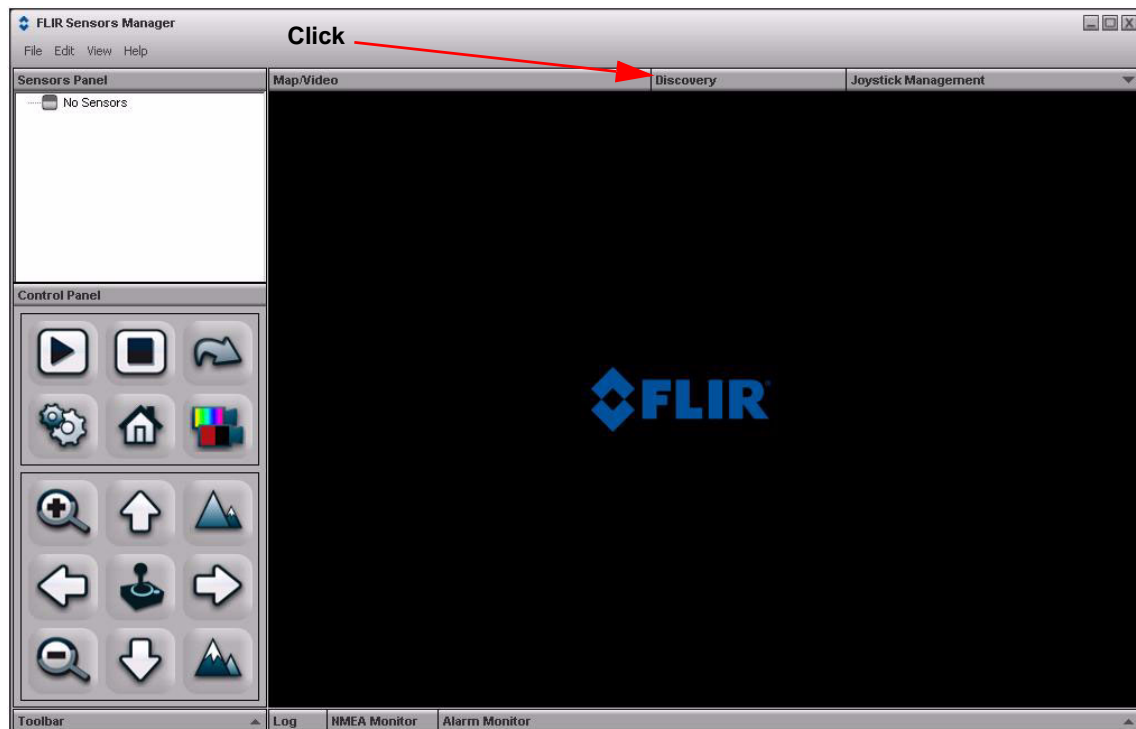 FLIR Sensors Manager
File Edit View Help
Click
Sensors Panel
Map/Video
Discovery
Joystick Management
No Sensors
Control Panel
FLIR
Toolbar
Log
NMEA Monitor
Alarm Monitor